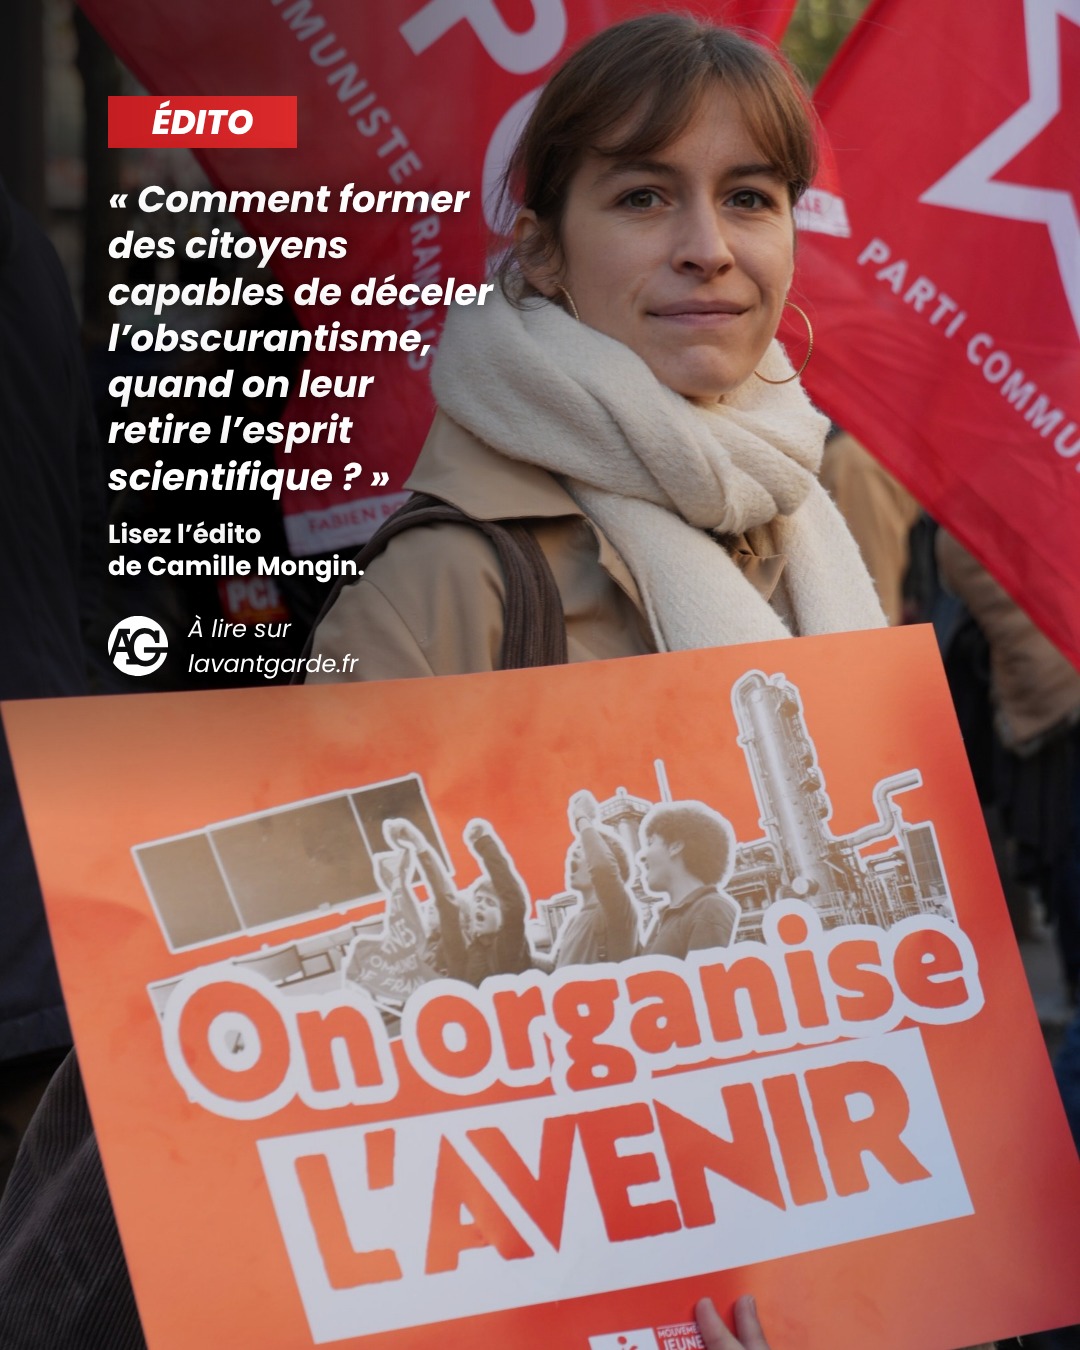 ÉDITO
« Comment former
des citoyens
capables de déceler
l’obscurantisme,
quand on leur
retire l’esprit
scientifique ? »
Lisez l’édito
de Camille Mongin.
AG
À lire sur
lavantgarde.fr
PARTI COMMU
On organise
L'AVENIR